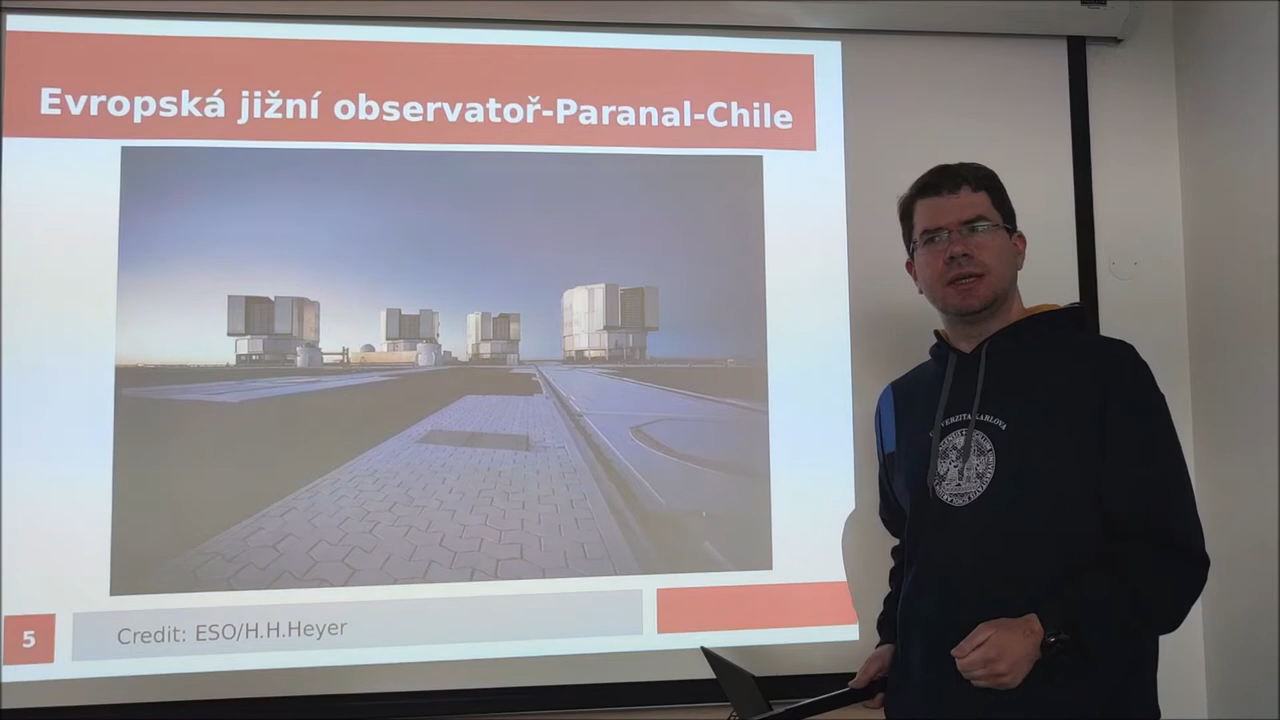 Evropská jižní observatoř-Paranal-Chile
5
Credit: ESO/H.H.Heyer
UNIVERZITA KARLOVA